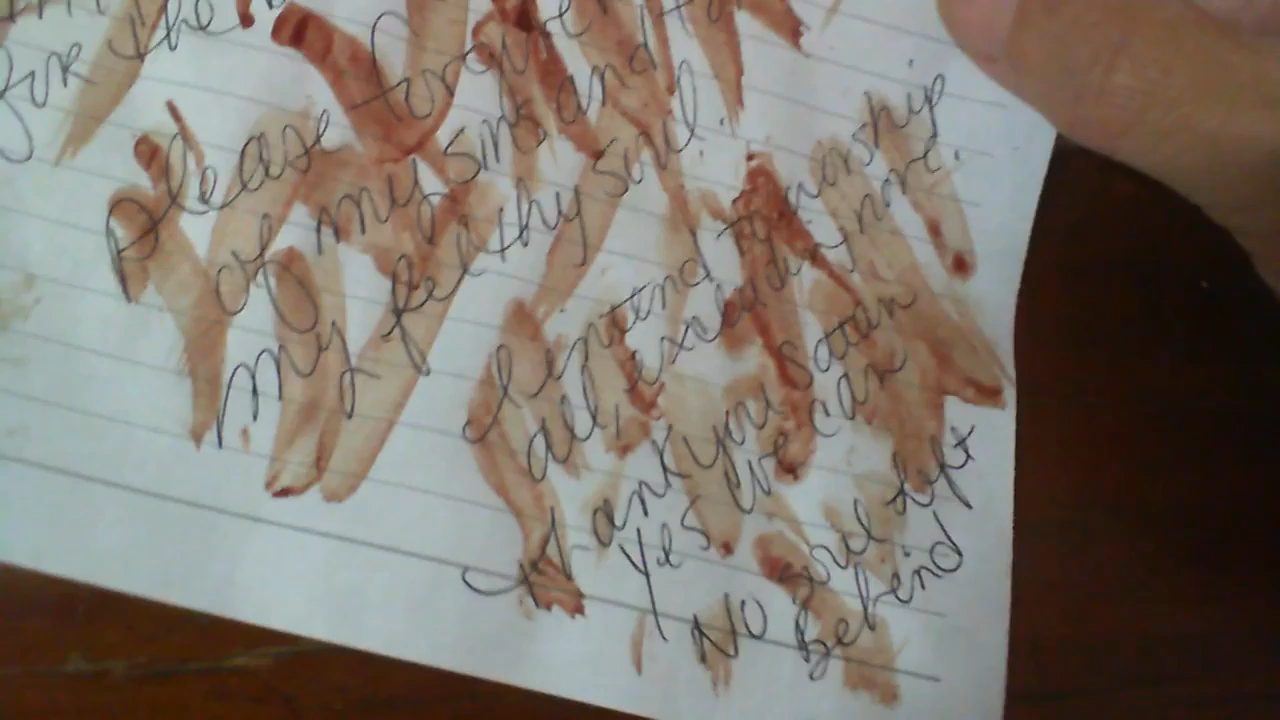 for the
Please forgive
of my sins and
my filthy soul.
I intend to worship
all, exceeding more.
Thank you satan
Yes we can
No soul left
Behind